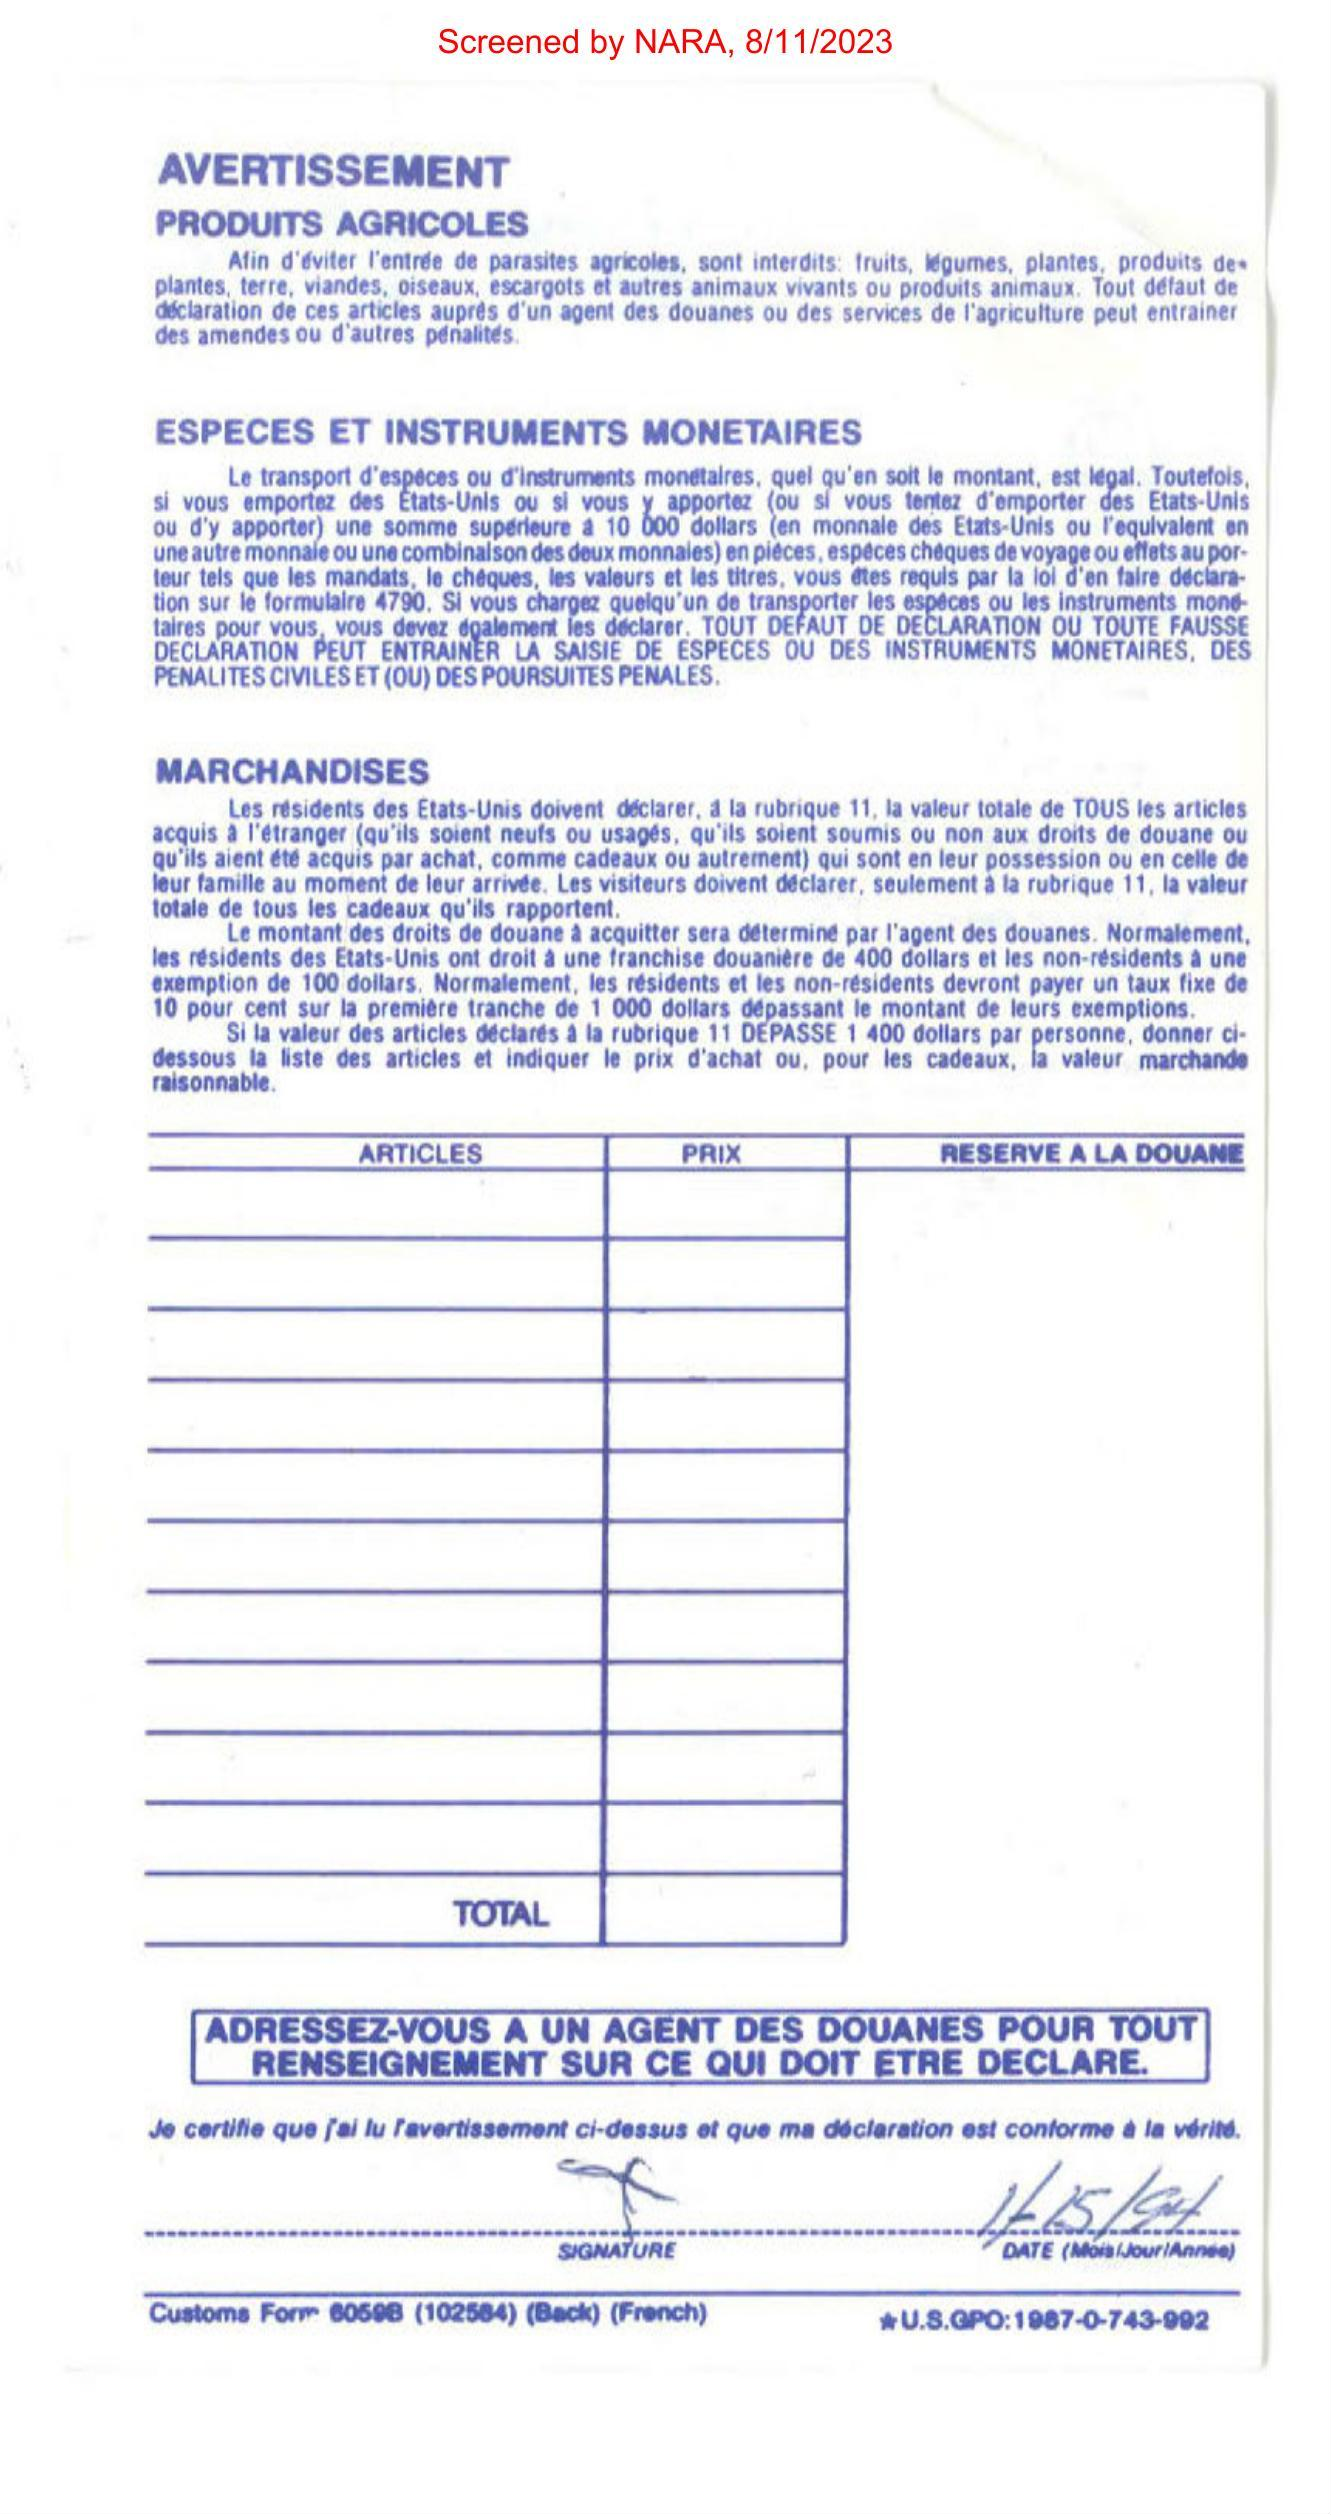 Screened by NARA, 8/11/2023
AVERTISSEMENT
PRODUITS AGRICOLES
Afin d'éviter l'entrée de parasites agricoles, sont interdits: fruits, légumes, plantes, produits de
plantes, terre, viandes, oiseaux, escargots et autres animaux vivants ou produits animaux. Tout défaut de
déclaration de ces articles auprés d'un agent des douanes ou des services de l'agriculture peut entrainer
des amendes ou d'autres pénalités.
ESPECES ET INSTRUMENTS MONETAIRES
Le transport d'espéces ou d'instruments monétaires, quel qu'en soit le montant, est légal. Toutefois,
si vous emportez des Etats-Unis ou si vous y apportez (ou si vous tentez d'emporter des Etats-Unis
ou d'y apporter) une somme supérieure á 10 000 dollars (en monnaie des Etats-Unis ou l'equivalent en
une autre monnaie ou une combinaison des deux monnaies) en piéces, espéces chéques de voyage ou effets au por-
teur tels que les mandats, le chéques, les valeurs et les titres, vous étes requis par la loi d'en faire déclara-
tion sur le formulaire 4790. Si vous chargez quelqu'un de transporter les espéces ou les instruments moné-
taires pour vous, vous devez également les déclarer. TOUT DEFAUT DE DECLARATION OU TOUTE FAUSSE
DECLARATION PEUT ENTRAINER LA SAISIE DE ESPECES OU DES INSTRUMENTS MONETAIRES, DES
PENALITES CIVILES ET (OU) DES POURSUITES PENALES.
MARCHANDISES
Les résidents des Etats-Unis doivent déclarer, á la rubrique 11, la valeur totale de TOUS les articles
acquis à l'étranger (qu'ils soient neufs ou usagés, qu'ils soient soumis ou non aux droits de douane ou
qu'ils aient été acquis par achat, comme cadeaux ou autrement) qui sont en leur possession ou en celle de
leur famille au moment de leur arrivée. Les visiteurs doivent déclarer, seulement à la rubrique 11, la valeur
totale de tous les cadeaux qu'ils rapportent.
Le montant des droits de douane à acquitter sera déterminé par l'agent des douanes. Normalement,
les résidents des Etats-Unis ont droit à une franchise douanière de 400 dollars et les non-résidents à une
exemption de 100 dollars. Normalement, les résidents et les non-résidents devront payer un taux fixe de
10 pour cent sur la première tranche de 1 000 dollars dépassant le montant de leurs exemptions.
Si la valeur des articles déclarés á la rubrique 11 DEPASSE 1 400 dollars par personne, donner ci-
dessous la liste des articles et indiquer le prix d'achat ou, pour les cadeaux, la valeur marchande
raisonnable.
ARTICLES PRIX RESERVE A LA DOUANE
TOTAL
ADRESSEZ-VOUS A UN AGENT DES DOUANES POUR TOUT
RENSEIGNEMENT SUR CE QUI DOIT ETRE DECLARE.
Je certifie que j'ai lu l'avertissement ci-dessus et que ma déclaration est conforme à la vérité.
SIGNATURE DATE (Mois/Jour/Année)
Customs Form 6059B (102584) (Back) (French) ★U.S.GPO:1987-0-743-992